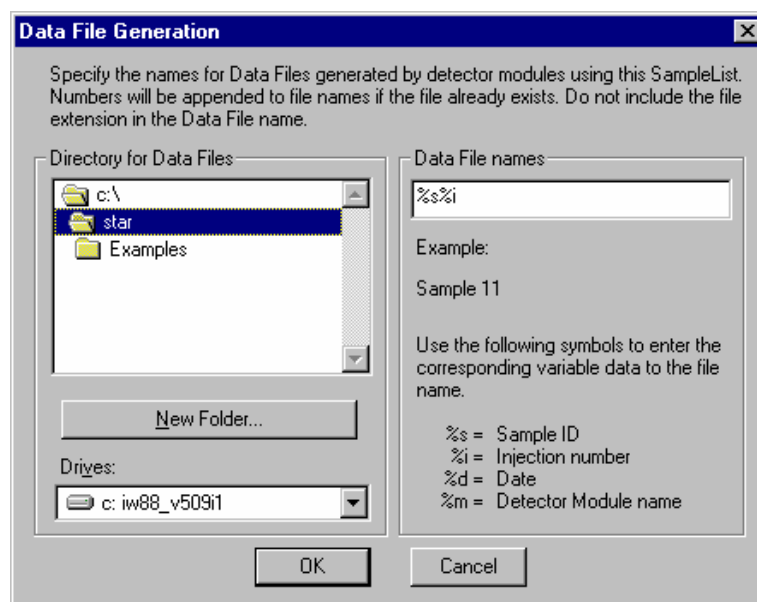 Data File Generation
Specify the names for Data Files generated by detector modules using this SampleList.
Numbers will be appended to file names if the file already exists. Do not include the file
extension in the Data File name.
Directory for Data Files
c:\
star
Examples
New Folder...
Drives:
c: iw88_v509i1
Data File names
%s%i
Example:
Sample 11
Use the following symbols to enter the
corresponding variable data to the file
name.
%s = Sample ID
%i = Injection number
%d = Date
%m = Detector Module name
OK
Cancel